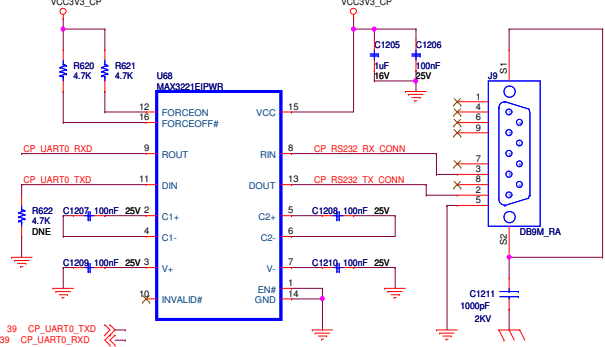 VCC3V3_CP
VCC3V3_CP
R620
4.7K
R621
4.7K
C1205
1uF
16V
C1206
100nF
25V
U68
MAX3221EIPWR
J9
S1
12 FORCEON
16 FORCEOFF#
VCC 15
1
4
6
9
CP_UART0_RXD 9 ROUT
RIN 8 CP_RS232_RX_CONN
7
3
CP_UART0_TXD 11 DIN
DOUT 13 CP_RS232_TX_CONN
8
2
5
R622
4.7K
DNE
C1207 100nF 25V 2 C1+
C2+ 5 C1208 100nF 25V
4 C1-
C2- 6
S2
DB9M_RA
C1209 100nF 25V 3 V+
V- 7 C1210 100nF 25V
10 INVALID#
EN# 1
GND 14
C1211
1000pF
2KV
39 CP_UART0_TXD
39 CP_UART0_RXD